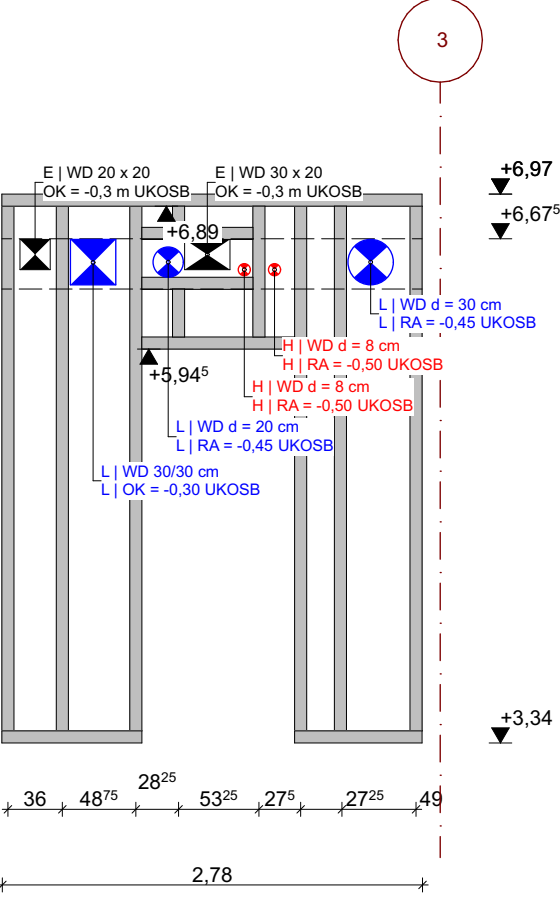 3
E | WD 20 x 20
OK = -0,3 m UKOSB
E | WD 30 x 20
OK = -0,3 m UKOSB
+6,97
+6,67⁵
+6,89
L | WD d = 30 cm
L | RA = -0,45 UKOSB
H | WD d = 8 cm
H | RA = -0,50 UKOSB
+5,94⁵
H | WD d = 8 cm
H | RA = -0,50 UKOSB
L | WD d = 20 cm
L | RA = -0,45 UKOSB
L | WD 30/30 cm
L | OK = -0,30 UKOSB
+3,34
36 48⁷⁵ 28²⁵ 53²⁵ 27⁵ 27²⁵ 49
2,78